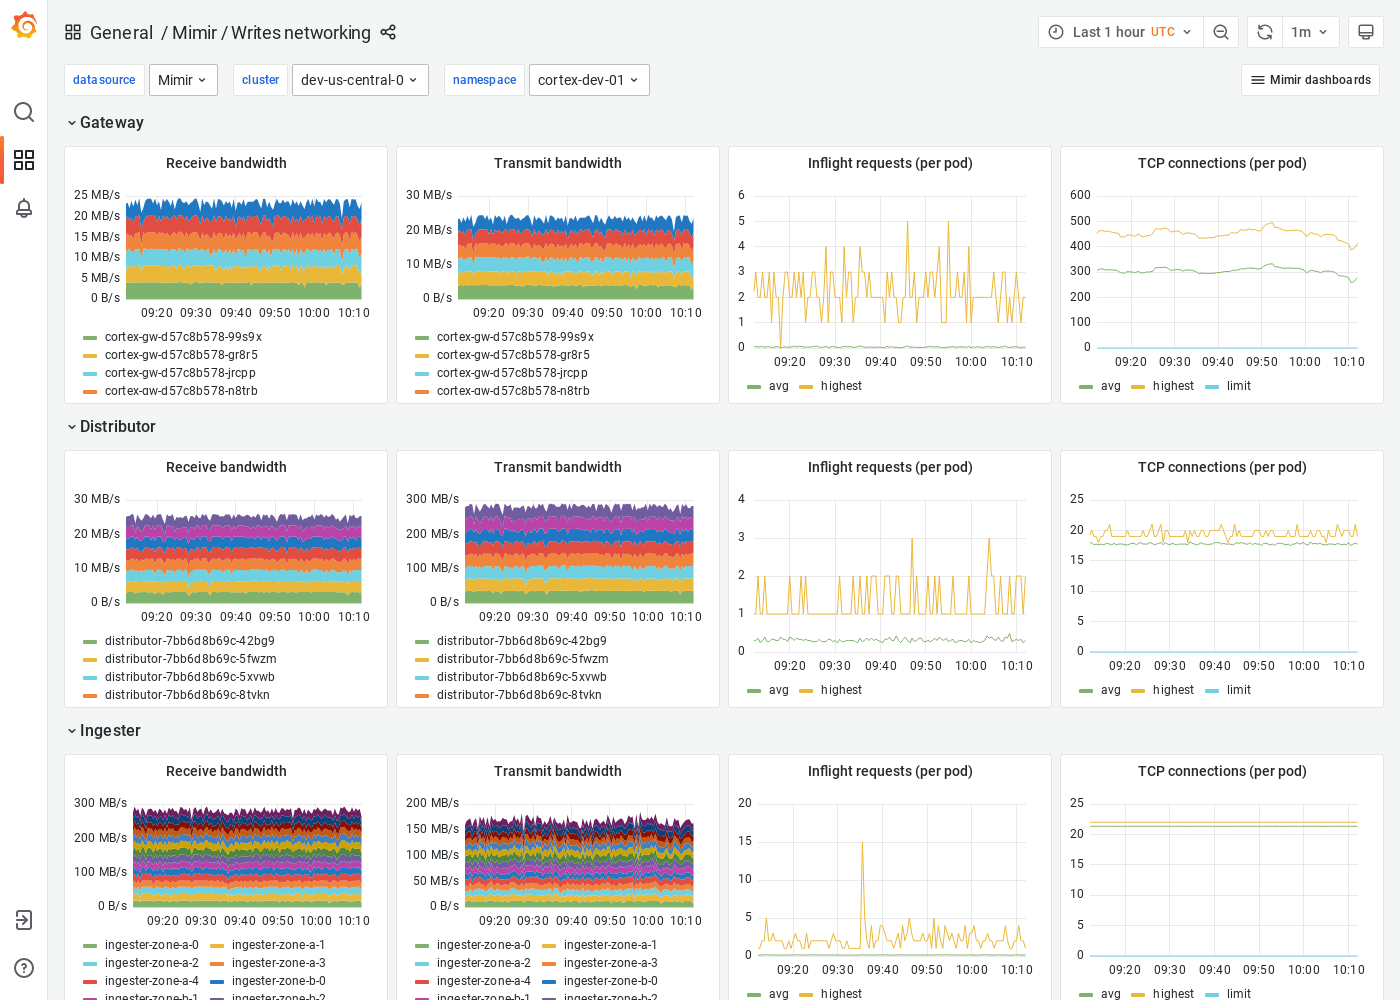 General / Mimir / Writes networking
Last 1 hour UTC
1m
datasource Mimir
cluster dev-us-central-0
namespace cortex-dev-01
Mimir dashboards
Gateway
Receive bandwidth
25 MB/s
20 MB/s
15 MB/s
10 MB/s
5 MB/s
0 B/s
09:20 09:30 09:40 09:50 10:00 10:10
cortex-gw-d57c8b578-99s9x
cortex-gw-d57c8b578-gr8r5
cortex-gw-d57c8b578-jrcpp
cortex-gw-d57c8b578-n8trb
Transmit bandwidth
30 MB/s
20 MB/s
10 MB/s
0 B/s
09:20 09:30 09:40 09:50 10:00 10:10
cortex-gw-d57c8b578-99s9x
cortex-gw-d57c8b578-gr8r5
cortex-gw-d57c8b578-jrcpp
cortex-gw-d57c8b578-n8trb
Inflight requests (per pod)
6
5
4
3
2
1
0
09:20 09:30 09:40 09:50 10:00 10:10
avg highest
TCP connections (per pod)
600
500
400
300
200
100
0
09:20 09:30 09:40 09:50 10:00 10:10
avg highest limit
Distributor
Receive bandwidth
30 MB/s
20 MB/s
10 MB/s
0 B/s
09:20 09:30 09:40 09:50 10:00 10:10
distributor-7bb6d8b69c-42bg9
distributor-7bb6d8b69c-5fwzm
distributor-7bb6d8b69c-5xvwb
distributor-7bb6d8b69c-8tvkn
Transmit bandwidth
300 MB/s
200 MB/s
100 MB/s
0 B/s
09:20 09:30 09:40 09:50 10:00 10:10
distributor-7bb6d8b69c-42bg9
distributor-7bb6d8b69c-5fwzm
distributor-7bb6d8b69c-5xvwb
distributor-7bb6d8b69c-8tvkn
Inflight requests (per pod)
4
3
2
1
0
09:20 09:30 09:40 09:50 10:00 10:10
avg highest
TCP connections (per pod)
25
20
15
10
5
0
09:20 09:30 09:40 09:50 10:00 10:10
avg highest limit
Ingester
Receive bandwidth
300 MB/s
200 MB/s
100 MB/s
0 B/s
09:20 09:30 09:40 09:50 10:00 10:10
ingester-zone-a-0 ingester-zone-a-1
ingester-zone-a-2 ingester-zone-a-3
ingester-zone-a-4 ingester-zone-b-0
ingester-zone-b-1 ingester-zone-b-2
Transmit bandwidth
200 MB/s
150 MB/s
100 MB/s
50 MB/s
0 B/s
09:20 09:30 09:40 09:50 10:00 10:10
ingester-zone-a-0 ingester-zone-a-1
ingester-zone-a-2 ingester-zone-a-3
ingester-zone-a-4 ingester-zone-b-0
ingester-zone-b-1 ingester-zone-b-2
Inflight requests (per pod)
20
15
10
5
0
09:20 09:30 09:40 09:50 10:00 10:10
avg highest
TCP connections (per pod)
25
20
15
10
5
0
09:20 09:30 09:40 09:50 10:00 10:10
avg highest limit